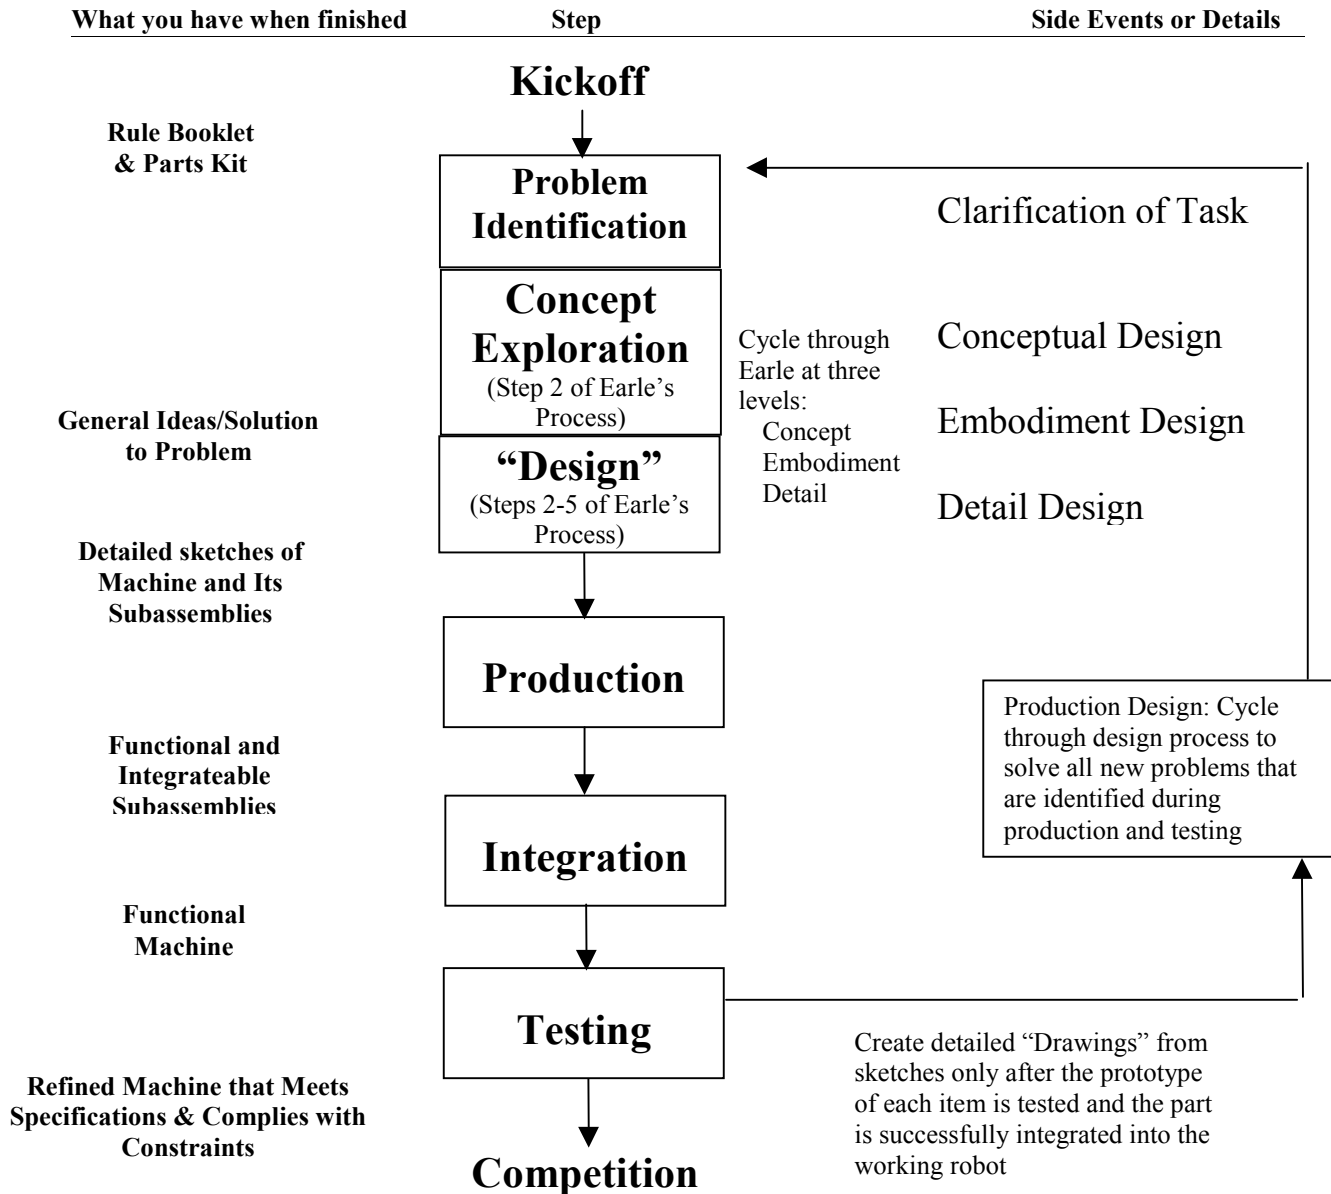 What you have when finished
Step
Side Events or Details
Kickoff
Rule Booklet
& Parts Kit
Problem
Identification
Clarification of Task
Concept
Exploration
(Step 2 of Earle’s
Process)
Cycle through
Earle at three
levels:
Concept
Embodiment
Detail
Conceptual Design
Embodiment Design
Detail Design
General Ideas/Solution
to Problem
“Design”
(Steps 2-5 of Earle’s
Process)
Detailed sketches of
Machine and Its
Subassemblies
Production
Production Design: Cycle
through design process to
solve all new problems that
are identified during
production and testing
Functional and
Integrateable
Subassemblies
Integration
Functional
Machine
Testing
Create detailed “Drawings” from
sketches only after the prototype
of each item is tested and the part
is successfully integrated into the
working robot
Refined Machine that Meets
Specifications & Complies with
Constraints
Competition